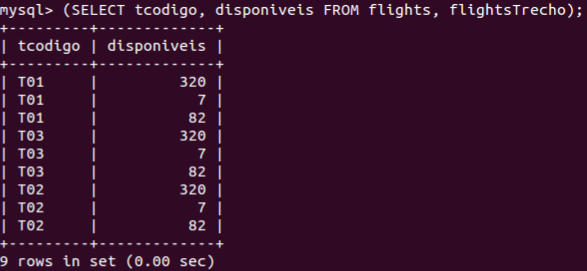 mysql> (SELECT tcodigo, disponiveis FROM flights, flightsTrecho);
+---------+-------------+
| tcodigo | disponiveis |
+---------+-------------+
| T01     |         320 |
| T01     |           7 |
| T01     |          82 |
| T03     |         320 |
| T03     |           7 |
| T03     |          82 |
| T02     |         320 |
| T02     |           7 |
| T02     |          82 |
+---------+-------------+
9 rows in set (0.00 sec)